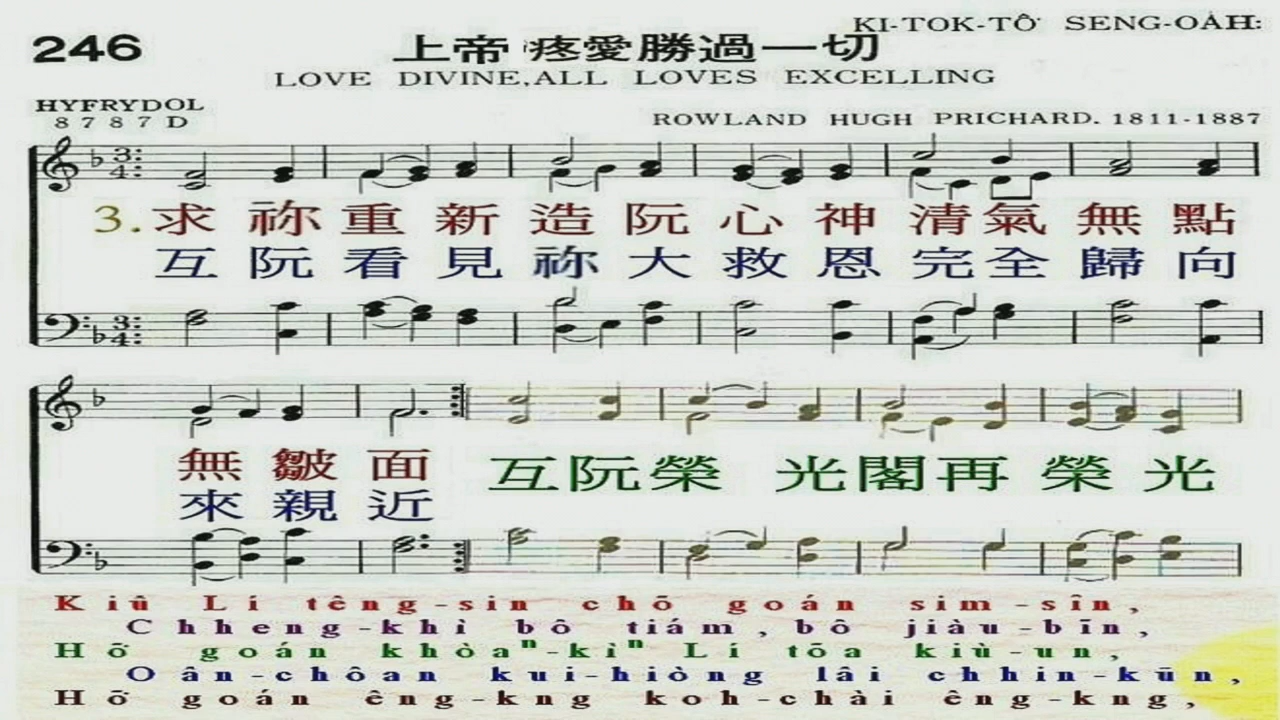 KI-TOK-TÔ͘ SENG-OA̍H:
246 上帝疼愛勝過一切
LOVE DIVINE, ALL LOVES EXCELLING
HYFRYDOL
8 7 8 7 D
ROWLAND HUGH PRICHARD. 1811-1887
3. 求祢重新造阮心神清氣無點
互阮看見祢大救恩完全歸向
無皺面 互阮榮光閣再榮光
來親近
Kiû Lí têng-sin chō goán sim-sîn,
Chheng-khì bô tiám, bô jiàu-bīn,
Hō͘ goán khòaⁿ-kìⁿ Lí tōa kiù-un,
Oân-chôan kui-hiòng lâi chhin-kūn,
Hō͘ goán êng-kng koh-chài êng-kng,